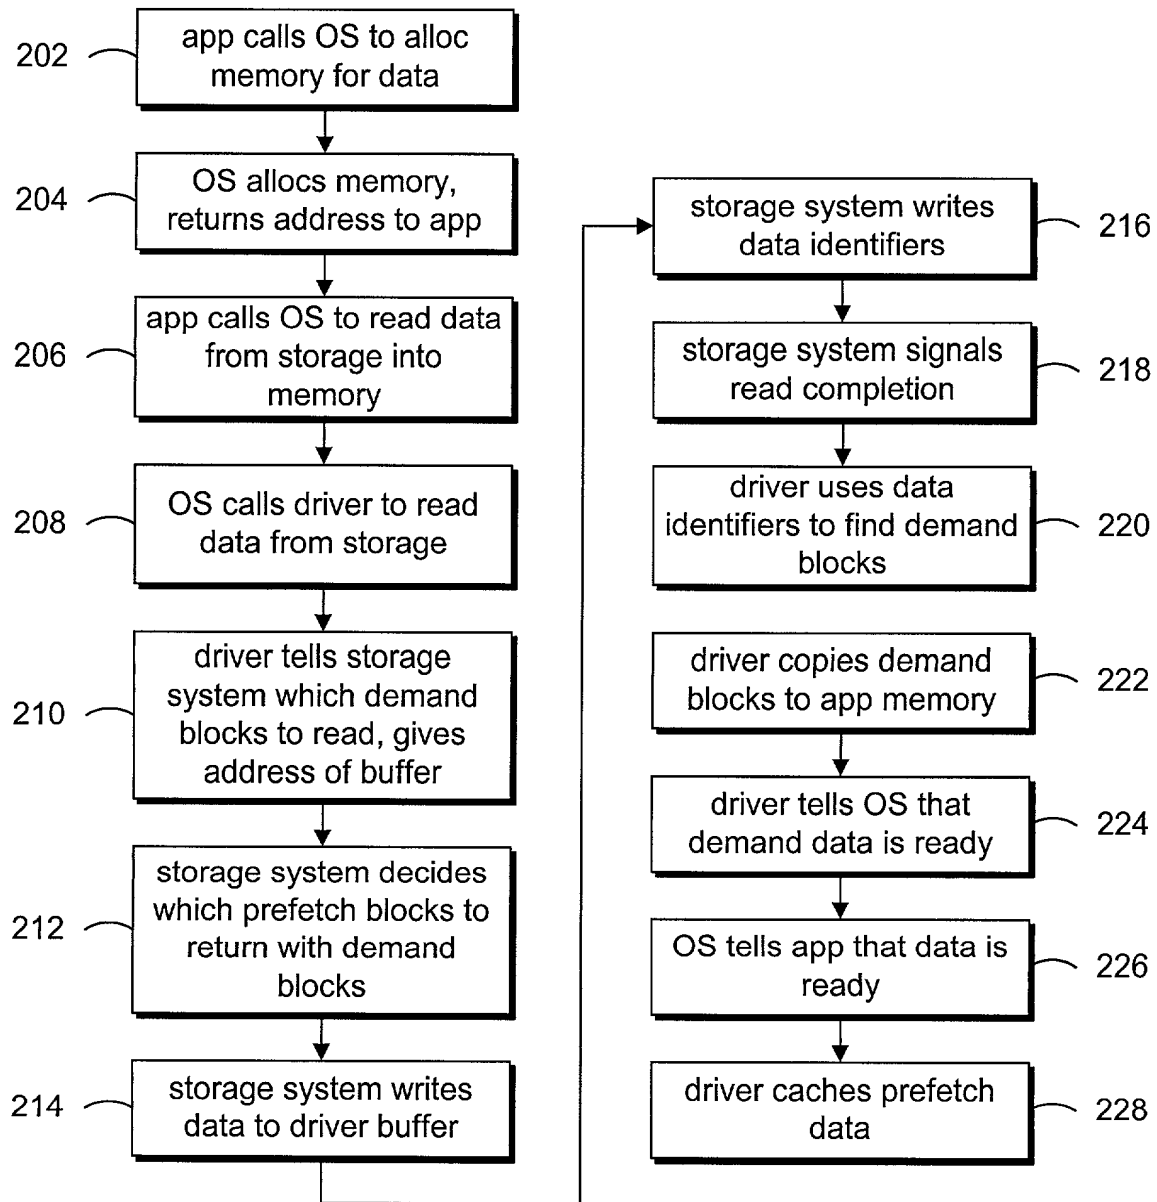 202
app calls OS to alloc
memory for data
204
OS allocs memory,
returns address to app
206
app calls OS to read data
from storage into
memory
208
OS calls driver to read
data from storage
210
driver tells storage
system which demand
blocks to read, gives
address of buffer
212
storage system decides
which prefetch blocks to
return with demand
blocks
214
storage system writes
data to driver buffer
storage system writes
data identifiers
216
storage system signals
read completion
218
driver uses data
identifiers to find demand
blocks
220
driver copies demand
blocks to app memory
222
driver tells OS that
demand data is ready
224
OS tells app that data is
ready
226
driver caches prefetch
data
228